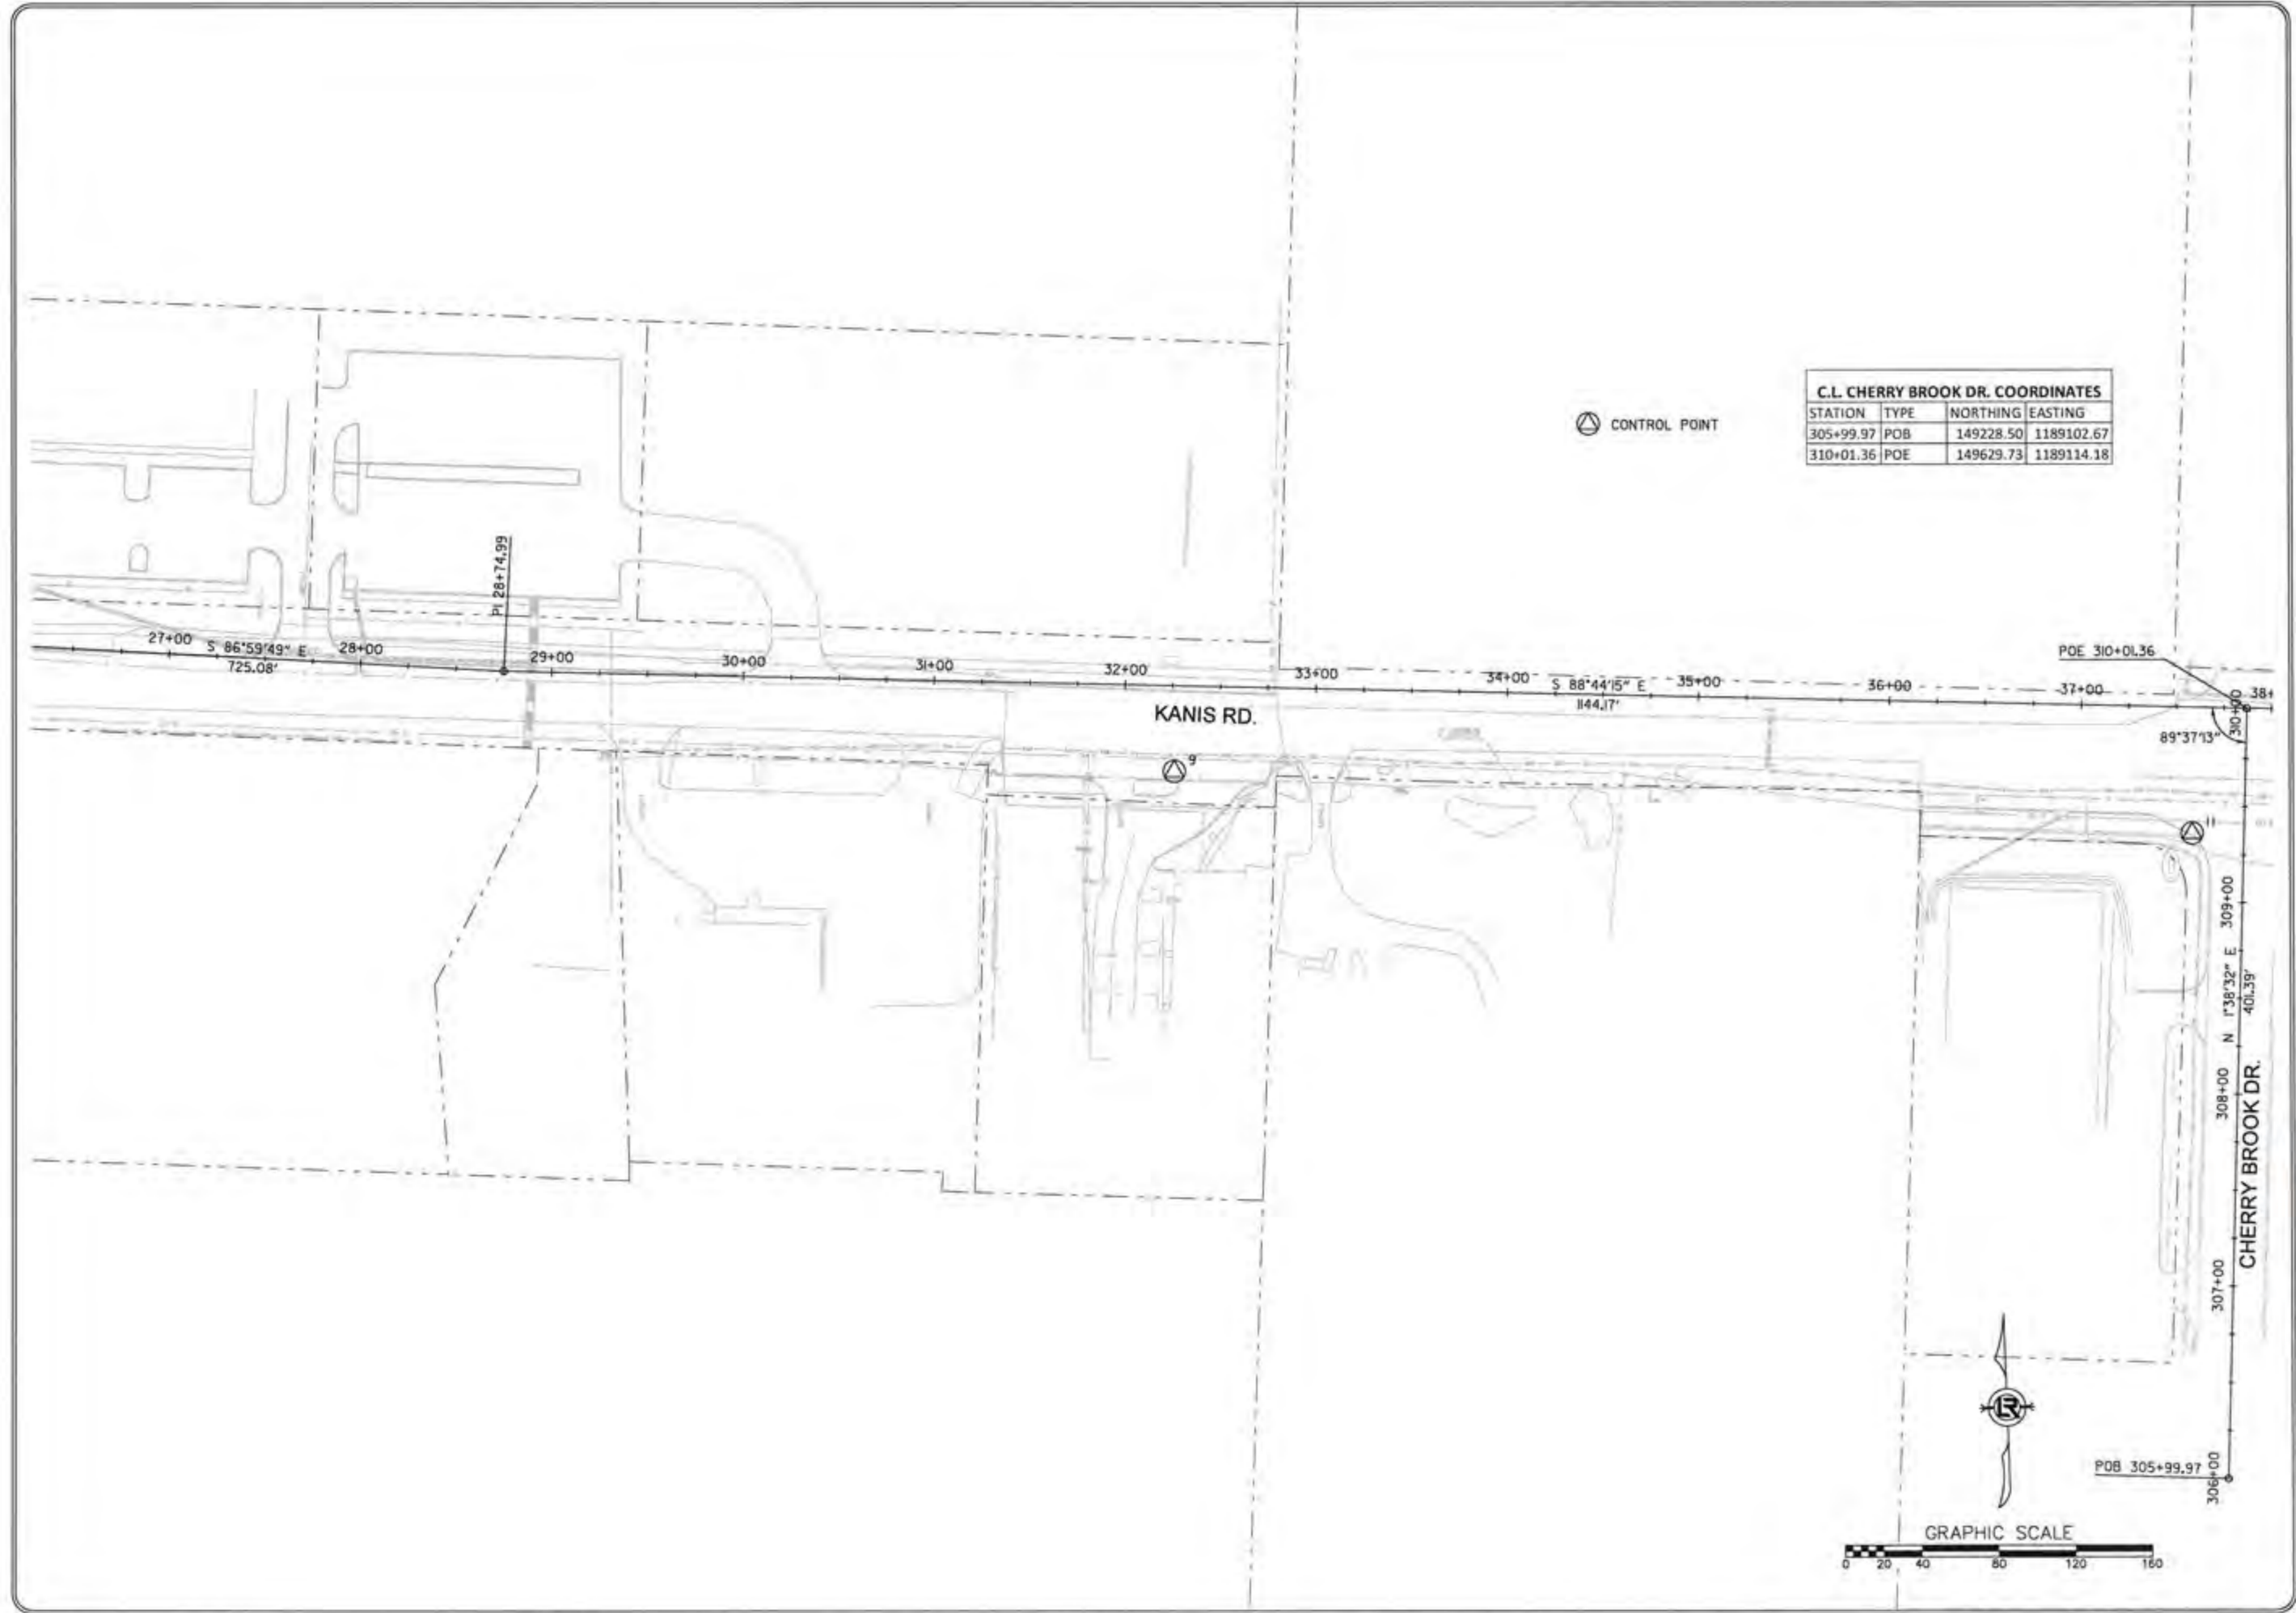 C.L. CHERRY BROOK DR. COORDINATES
STATION TYPE NORTHING EASTING
305+99.97 POB 149228.50 1189102.67
310+01.36 POE 149629.73 1189114.18
CONTROL POINT
PI 28+74.99
27+00
S 86°59'49" E
725.08'
28+00
29+00
30+00
31+00
32+00
33+00
34+00
S 88°44'15" E
1144.17'
35+00
36+00
37+00
38+
POE 310+01.36
310+00
89°37'13"
KANIS RD.
9
11
309+00
N 1°38'32" E
401.39'
308+00
CHERRY BROOK DR.
307+00
306+00
POB 305+99.97
LR
GRAPHIC SCALE
0 20 40 80 120 160